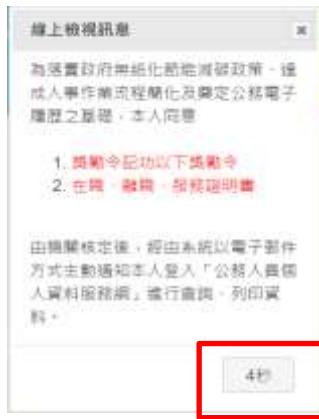 線上檢視訊息
為落實政府無紙化節能減碳政策，達
成人事作業流程簡化及奠定公務電子
履歷之基礎，本人同意
1. 獎勵令記功以下獎勵令
2. 在職、離職、服務證明書
由機關核定後，經由系統以電子郵件
方式主動通知本人登入「公務人員個
人資料服務網」進行查詢、列印資
料。
4秒